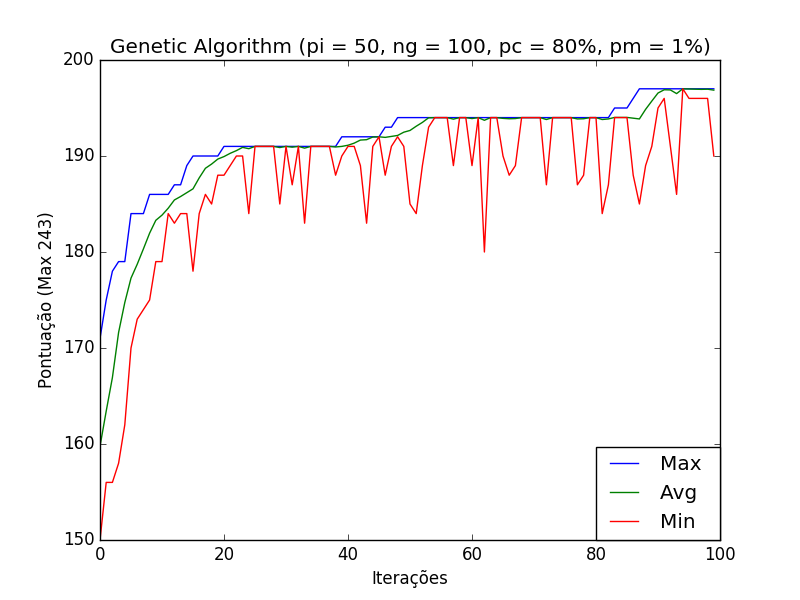 Genetic Algorithm (pi = 50, ng = 100, pc = 80%, pm = 1%)
200
190
180
170
160
150
Pontuação (Max 243)
0 20 40 60 80 100
Iterações
Max
Avg
Min